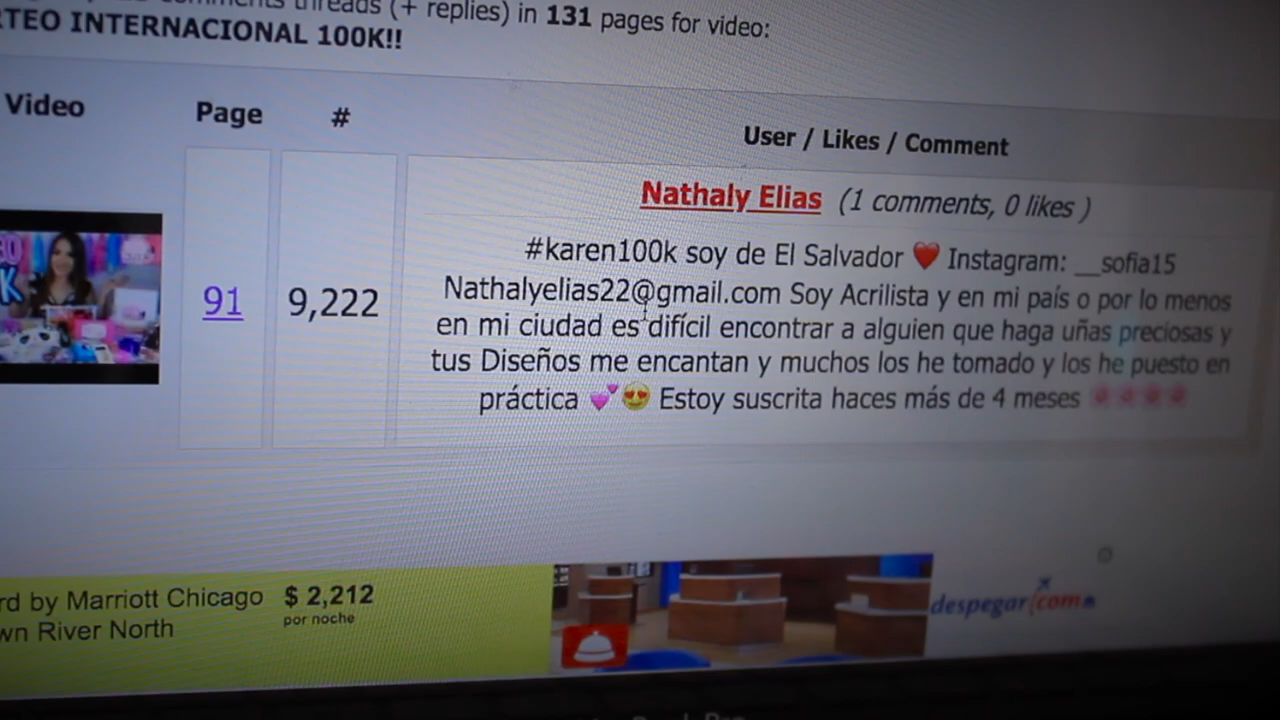 comments threads (+ replies) in 131 pages for video:
RTEO INTERNACIONAL 100K!!
Video Page # User / Likes / Comment
Nathaly Elias (1 comments, 0 likes )
91 9,222
#karen100k soy de El Salvador ❤️ Instagram: __sofia15
Nathalyelias22@gmail.com Soy Acrilista y en mi país o por lo menos
en mi ciudad es difícil encontrar a alguien que haga uñas preciosas y
tus Diseños me encantan y muchos los he tomado y los he puesto en
práctica 💕😍 Estoy suscrita haces más de 4 meses
rd by Marriott Chicago $ 2,212
wn River North por noche
despegar.com